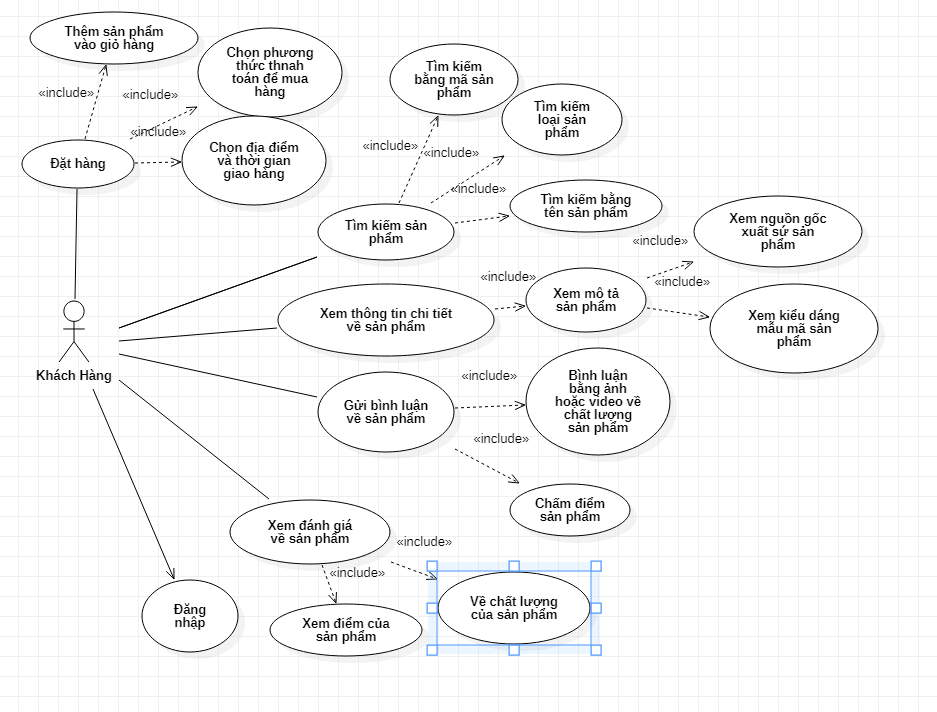 Thêm sản phẩm
vào giỏ hàng
«include»
Chọn phương
thức thnah
toán để mua
hàng
«include»
«include»
Đặt hàng
Chọn địa điểm
và thời gian
giao hàng
Tìm kiếm
bằng mã sản
phẩm
«include»
Tìm kiếm
loại sản
phẩm
«include»
«include»
Tìm kiếm sản
phẩm
Tìm kiếm bằng
tên sản phẩm
Xem nguồn gốc
xuất sứ sản
phẩm
«include»
«include»
«include»
Xem thông tin chi tiết
về sản phẩm
Xem mô tả
sản phẩm
Xem kiểu dáng
mẫu mã sản
phẩm
Khách Hàng
«include»
Gửi bình luận
về sản phẩm
Bình luận
bằng ảnh
hoặc video về
chất lượng
sản phẩm
«include»
Chấm điểm
sản phẩm
Xem đánh giá
về sản phẩm
«include»
«include»
Đăng
nhập
Xem điểm của
sản phẩm
Về chất lượng
của sản phẩm